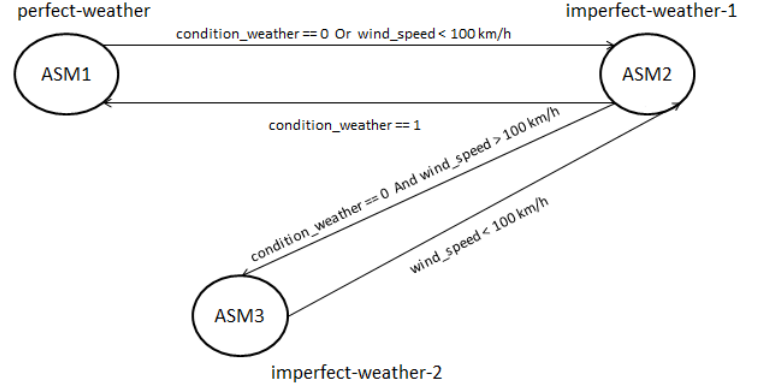 perfect-weather
imperfect-weather-1
condition_weather == 0 Or wind_speed < 100 km/h
ASM1
ASM2
condition_weather == 1
condition_weather == 0 And wind_speed > 100 km/h
wind_speed < 100 km/h
ASM3
imperfect-weather-2